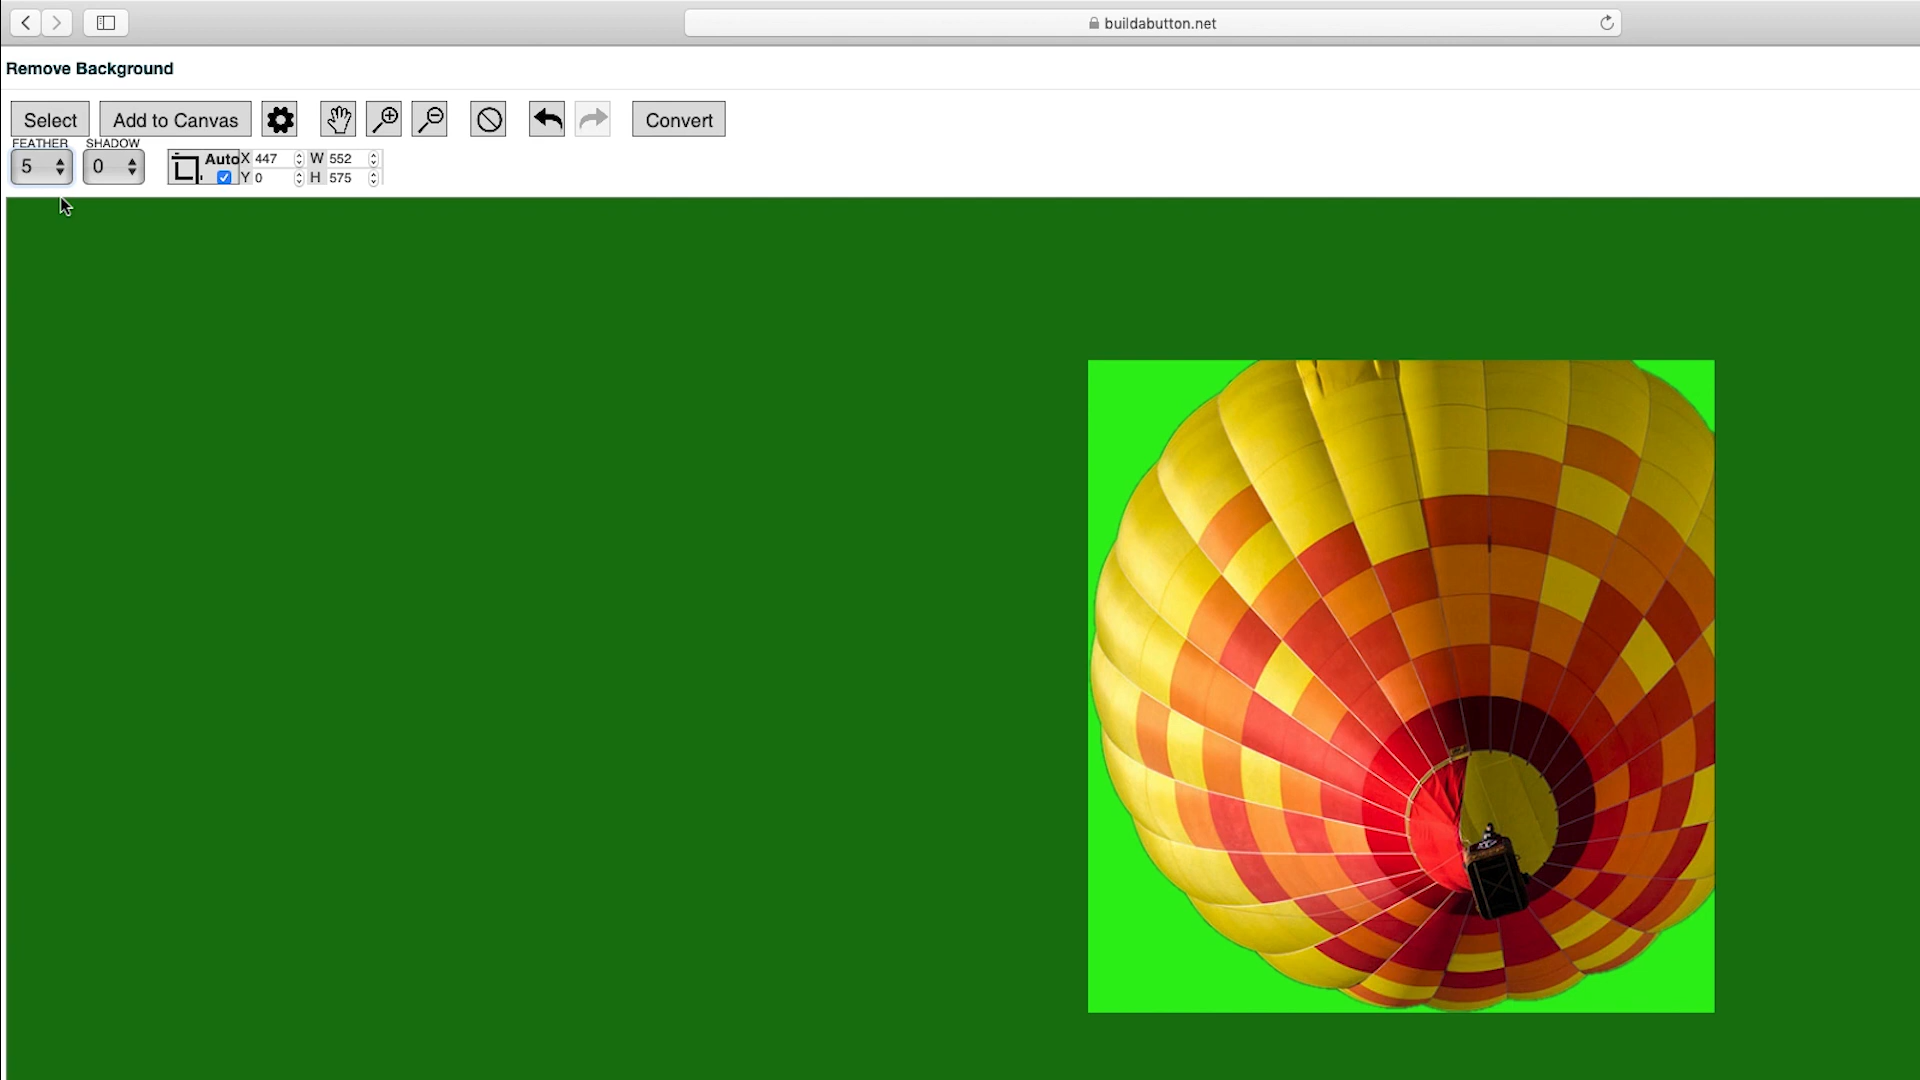 buildabutton.net
Remove Background
Select Add to Canvas Convert
FEATHER SHADOW
5 0 Auto X 447 W 552
Y 0 H 575